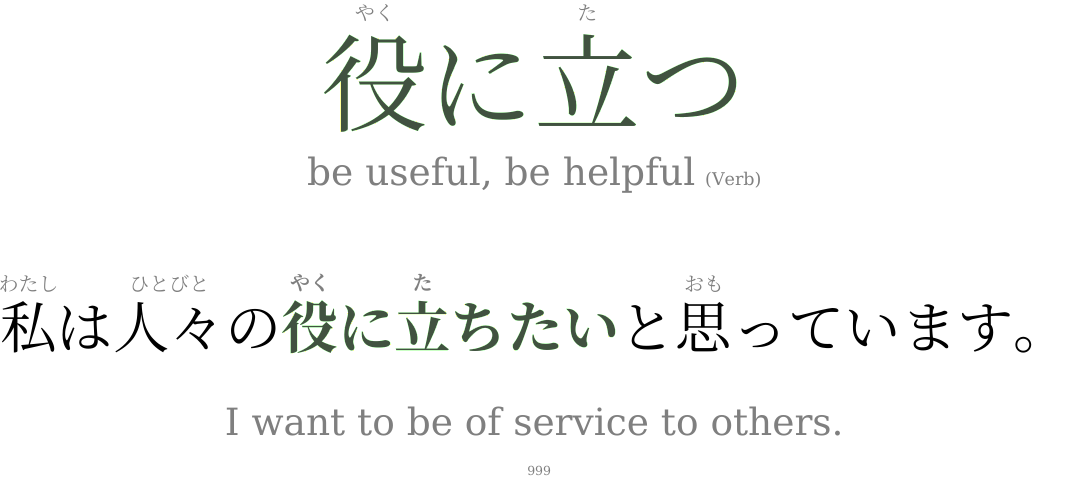 やく た
役に立つ
be useful, be helpful (Verb)
わたし ひとびと やく た おも
私は人々の役に立ちたいと思っています。
I want to be of service to others.
999